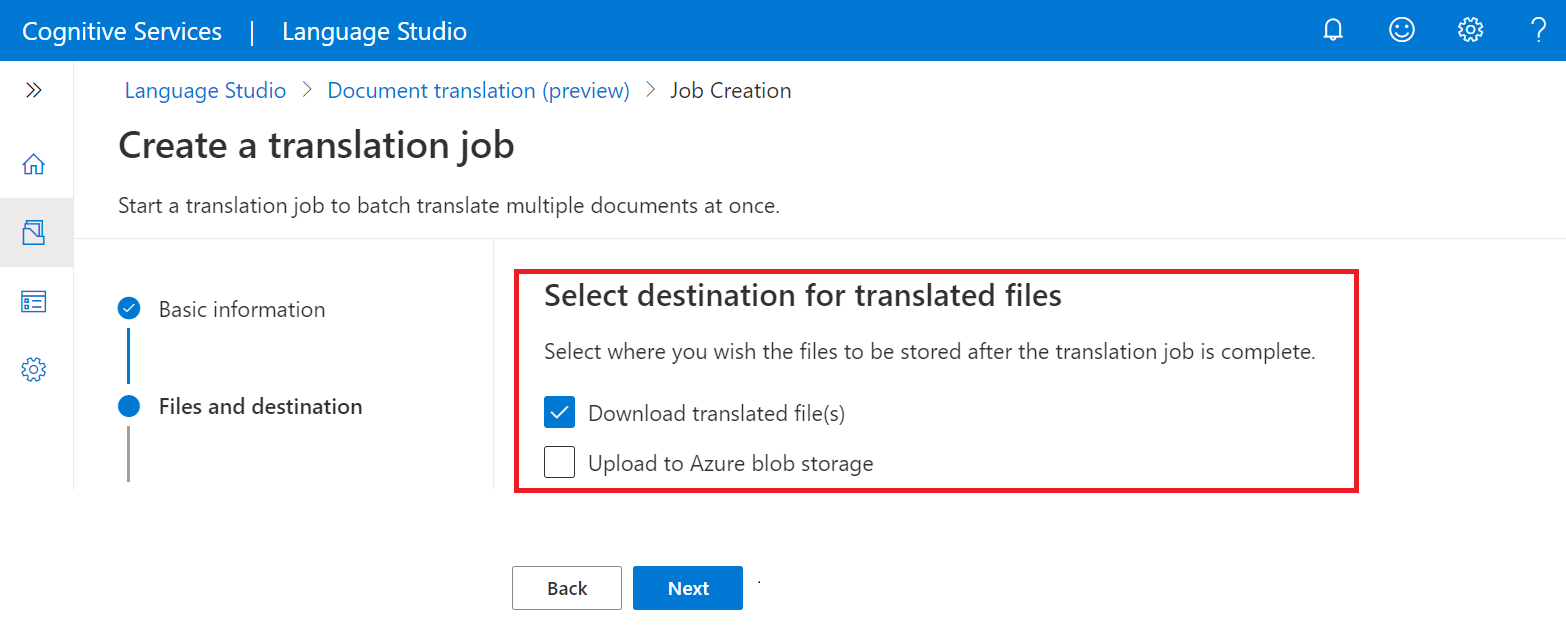 Cognitive Services | Language Studio
Language Studio > Document translation (preview) > Job Creation
Create a translation job
Start a translation job to batch translate multiple documents at once.
Basic information
Files and destination
Select destination for translated files
Select where you wish the files to be stored after the translation job is complete.
Download translated file(s)
Upload to Azure blob storage
Back
Next